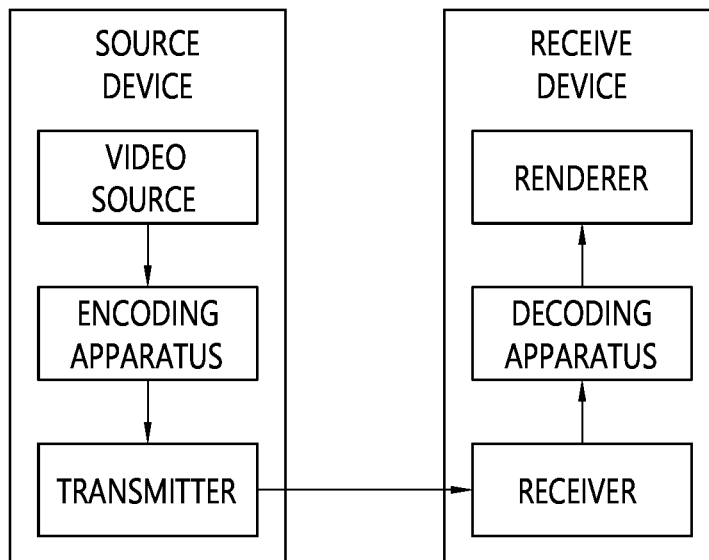 SOURCE
DEVICE
VIDEO
SOURCE
ENCODING
APPARATUS
TRANSMITTER
RECEIVE
DEVICE
RENDERER
DECODING
APPARATUS
RECEIVER